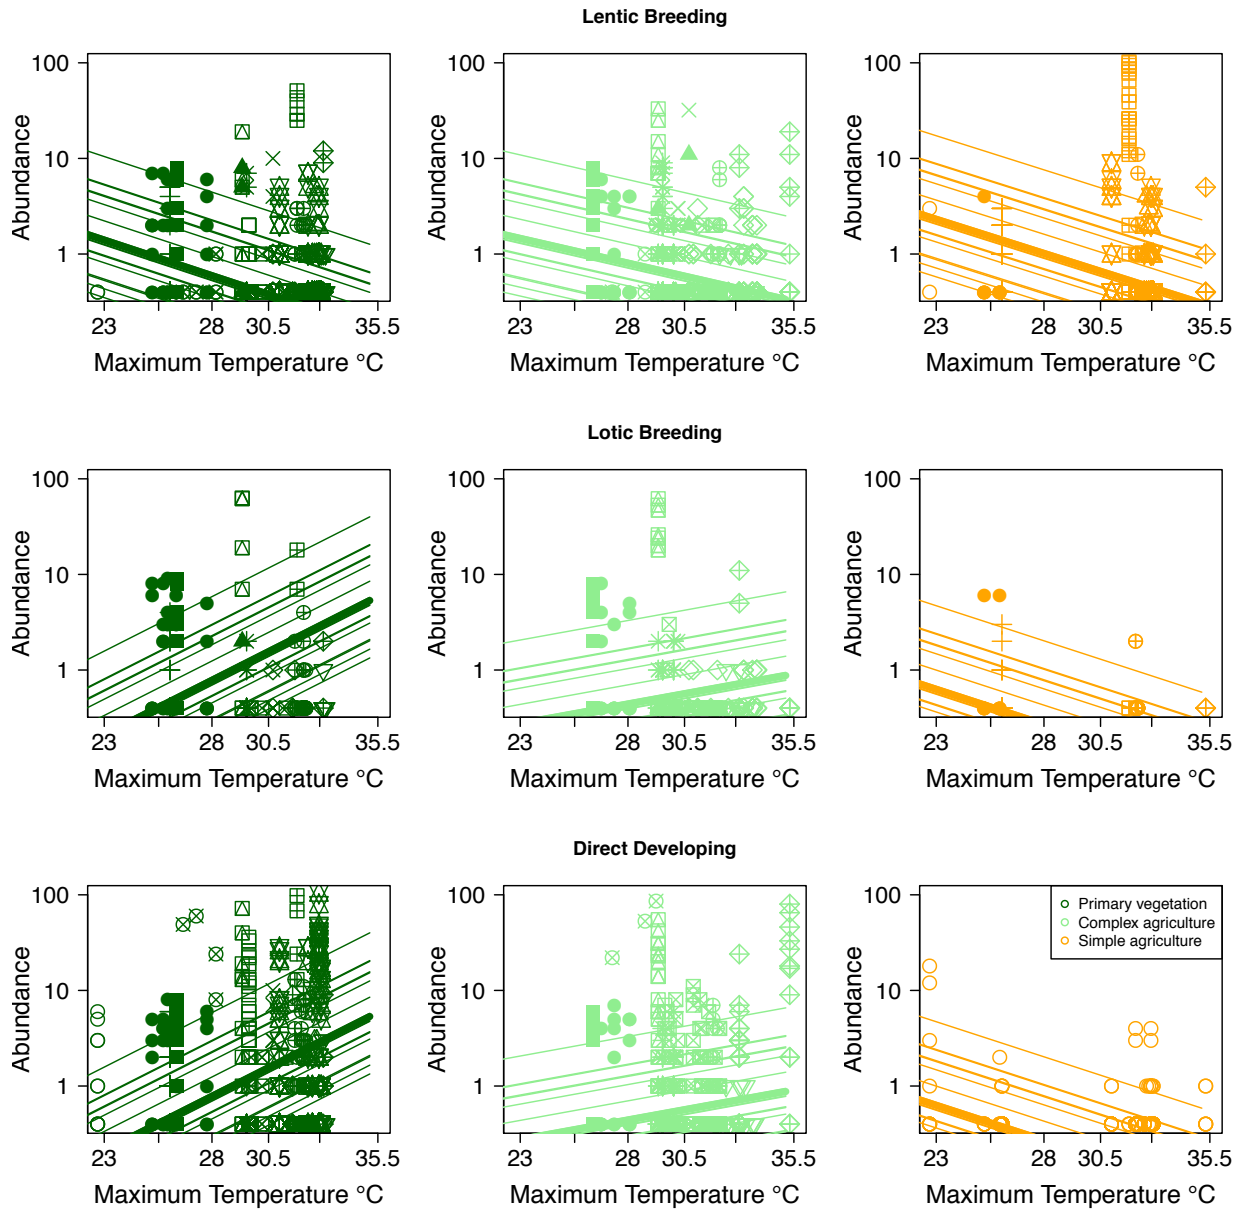 Lentic Breeding
100
10
1
Abundance
23 28 30.5 35.5
Maximum Temperature °C
100
10
1
Abundance
23 28 30.5 35.5
Maximum Temperature °C
100
10
1
Abundance
23 28 30.5 35.5
Maximum Temperature °C
Lotic Breeding
100
10
1
Abundance
23 28 30.5 35.5
Maximum Temperature °C
100
10
1
Abundance
23 28 30.5 35.5
Maximum Temperature °C
100
10
1
Abundance
23 28 30.5 35.5
Maximum Temperature °C
Direct Developing
100
10
1
Abundance
23 28 30.5 35.5
Maximum Temperature °C
100
10
1
Abundance
23 28 30.5 35.5
Maximum Temperature °C
100
10
1
Abundance
Primary vegetation
Complex agriculture
Simple agriculture
23 28 30.5 35.5
Maximum Temperature °C